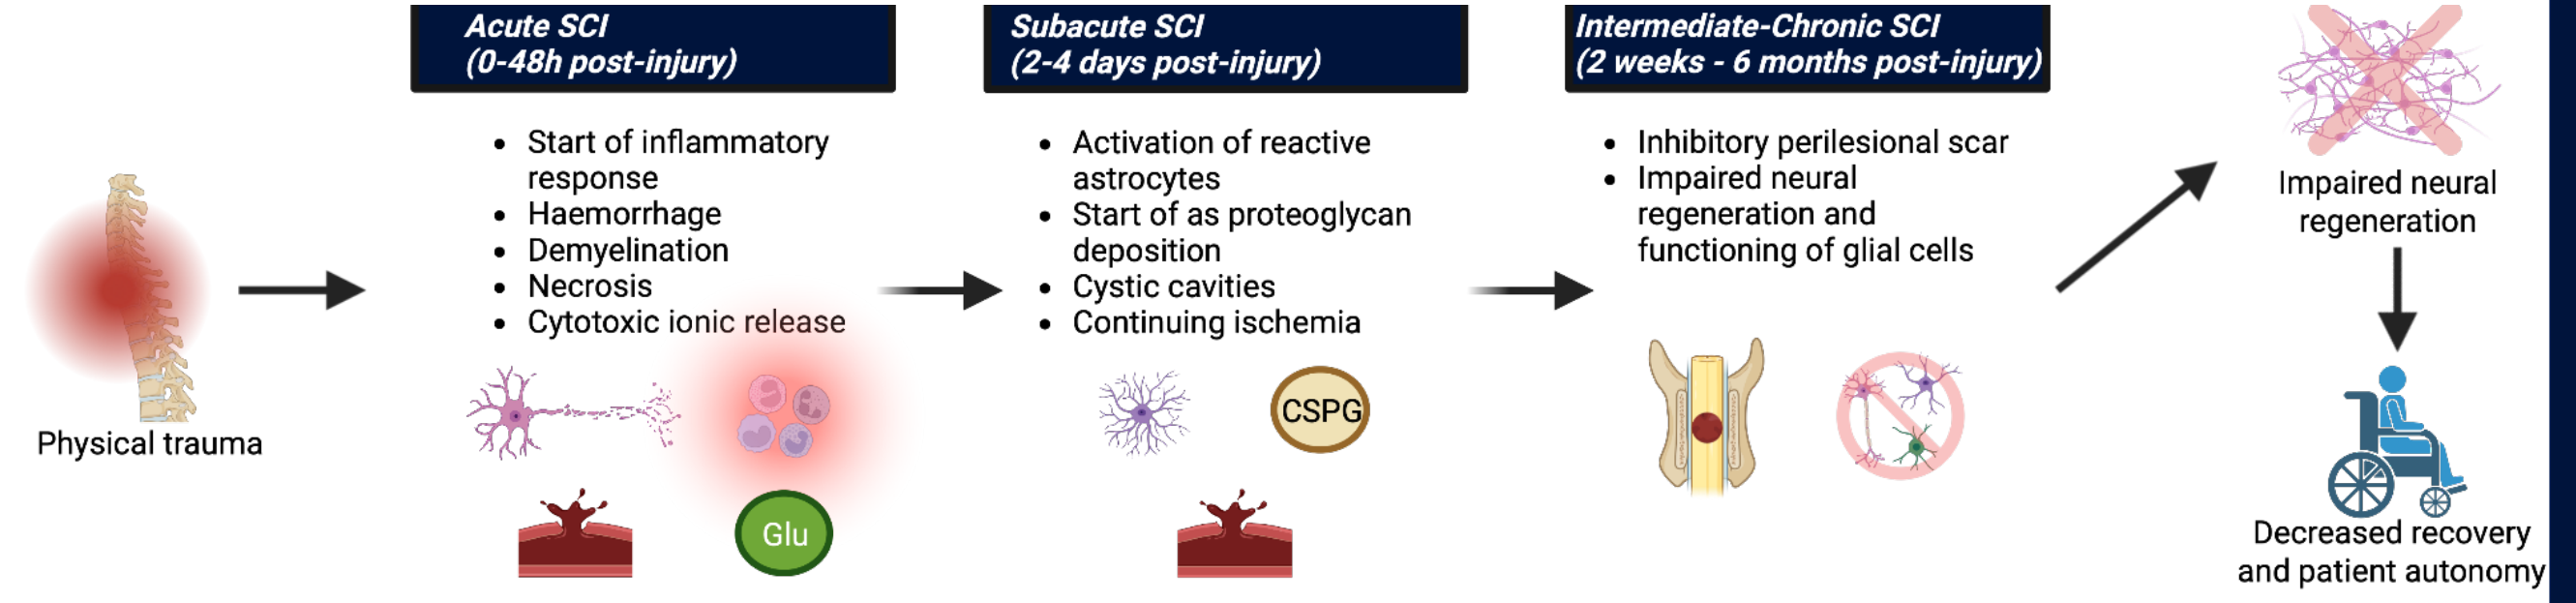 Physical trauma
Acute SCI
(0-48h post-injury)
• Start of inflammatory
response
• Haemorrhage
• Demyelination
• Necrosis
• Cytotoxic ionic release
Glu
Subacute SCI
(2-4 days post-injury)
• Activation of reactive
astrocytes
• Start of as proteoglycan
deposition
• Cystic cavities
• Continuing ischemia
CSPG
Intermediate-Chronic SCI
(2 weeks - 6 months post-injury)
• Inhibitory perilesional scar
• Impaired neural
regeneration and
functioning of glial cells
Impaired neural
regeneration
Decreased recovery
and patient autonomy